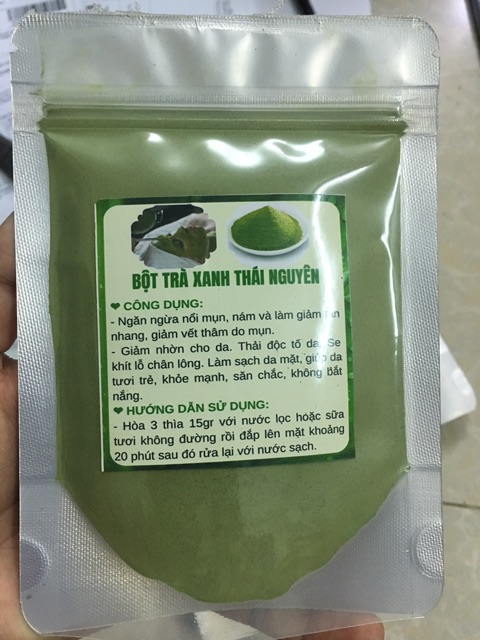 BỘT TRÀ XANH THÁI NGUYÊN
❤ CÔNG DỤNG:
- Ngăn ngừa nổi mụn, nám và làm giảm tàn
nhang, giảm vết thâm do mụn.
- Giảm nhờn cho da. Thải độc tố da. Se
khít lỗ chân lông. Làm sạch da mặt, giúp da
tươi trẻ, khỏe mạnh, săn chắc, không bắt
nắng.
❤ HƯỚNG DẪN SỬ DỤNG:
- Hòa 3 thìa 15gr với nước lọc hoặc sữa
tươi không đường rồi đắp lên mặt khoảng
20 phút sau đó rửa lại với nước sạch.